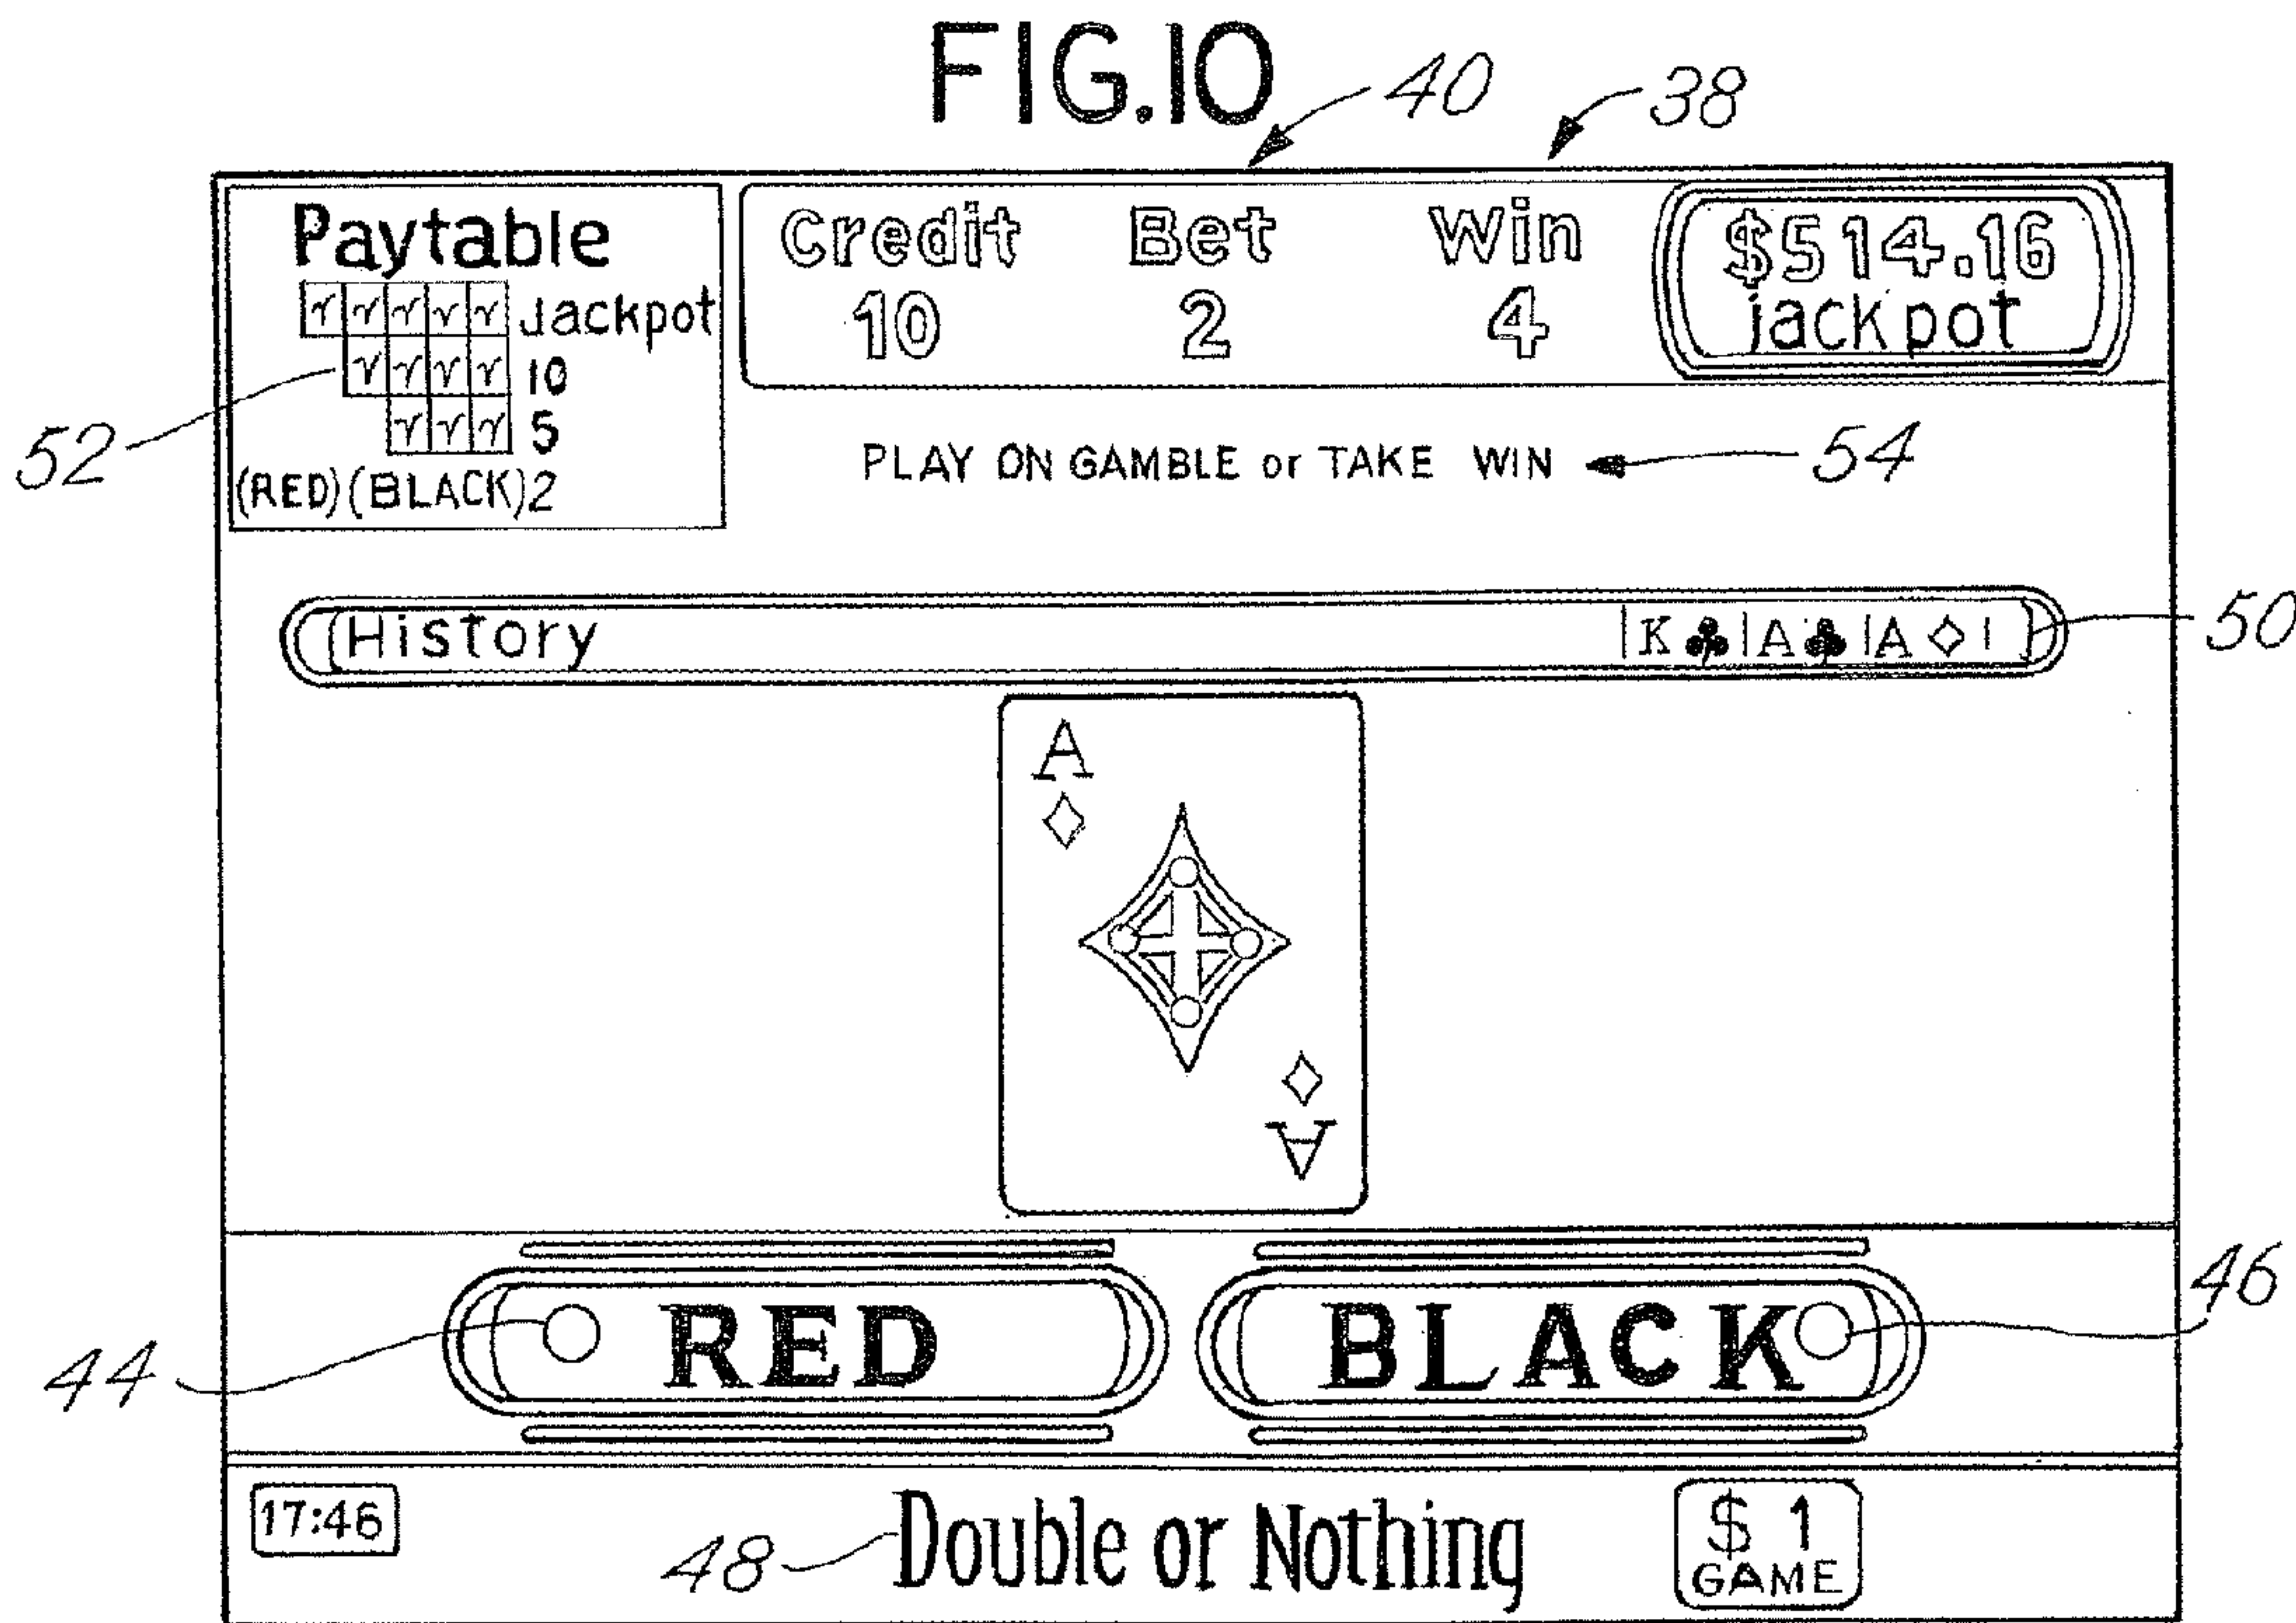 FIG.10
40
38
Paytable
Jackpot
10
5
(RED)(BLACK)2
52
Credit Bet Win
10 2 4
$514.16
jackpot
PLAY ON GAMBLE or TAKE WIN
54
History
K♣ A♣ A♢
50
A
♢
♢
A
RED
BLACK
44
46
17:46
48
Double or Nothing
$ 1
GAME